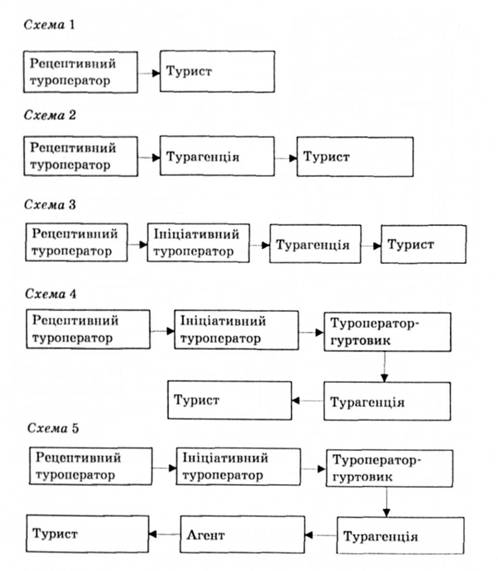 Схема 1
Рецептивний
туроператор
Турист
Схема 2
Рецептивний
туроператор
Турагенція
Турист
Схема 3
Рецептивний
туроператор
Ініціативний
туроператор
Турагенція
Турист
Схема 4
Рецептивний
туроператор
Ініціативний
туроператор
Туроператор-
гуртовик
Турист
Турагенція
Схема 5
Рецептивний
туроператор
Ініціативний
туроператор
Туроператор-
гуртовик
Турист
Агент
Турагенція